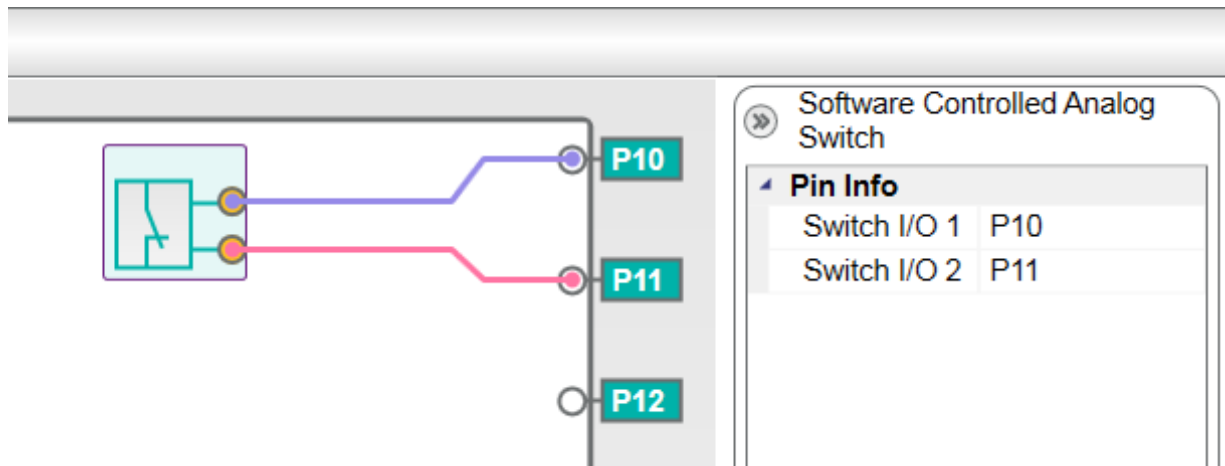 P10
P11
P12
Software Controlled Analog
Switch
Pin Info
Switch I/O 1 P10
Switch I/O 2 P11